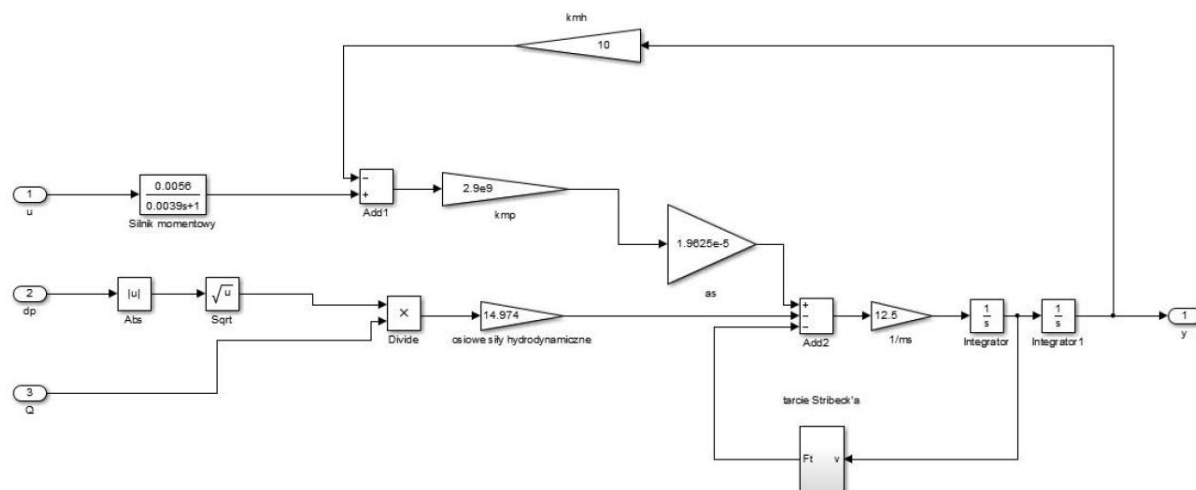 kmh
10
1
u
0.0056
0.0039s+1
Silnik momentowy
−
+
Add1
2.9e9
kmp
1.9625e-5
as
2
dp
|u|
Abs
√u
Sqrt
×
Divide
14.974
osiowe siły hydrodynamiczne
+
−
−
Add2
12.5
1/ms
1
s
Integrator
1
s
Integrator1
1
y
3
Q
tarcie Stribeck'a
Ft
v